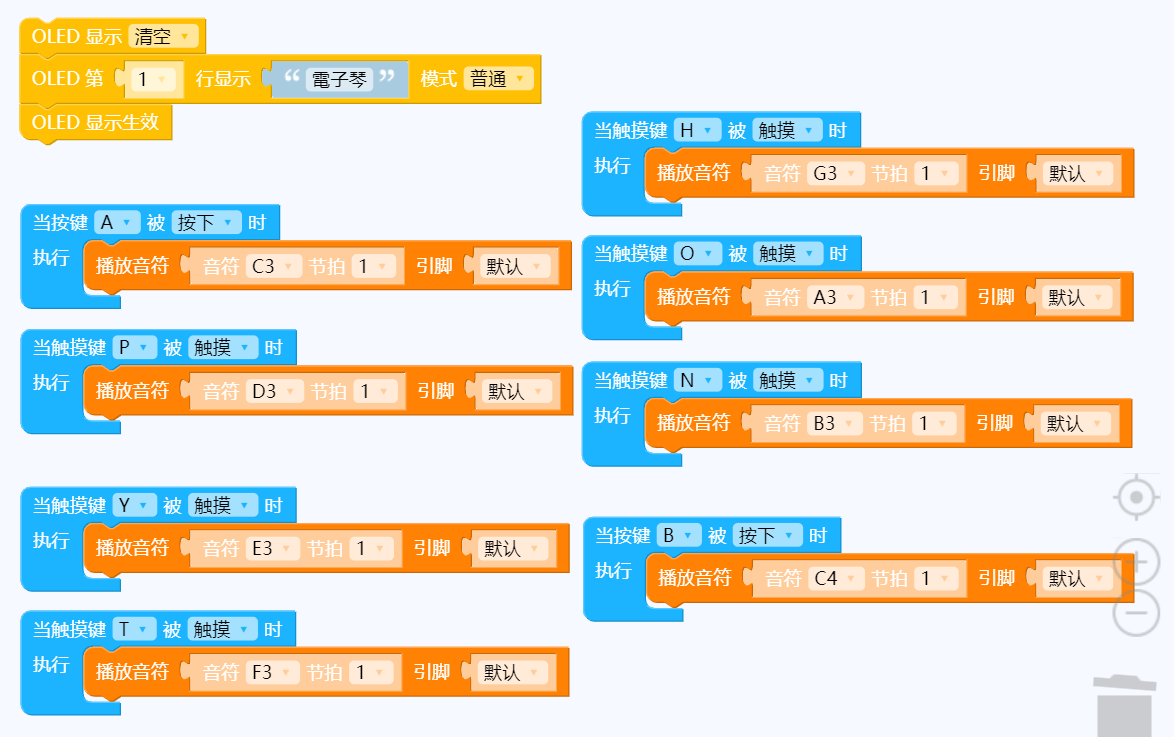 OLED 显示 清空
OLED 第 1 行显示 “ 電子琴 ” 模式 普通
OLED 显示生效
当按键 A 被 按下 时
执行 播放音符 音符 C3 节拍 1 引脚 默认
当触摸键 P 被 触摸 时
执行 播放音符 音符 D3 节拍 1 引脚 默认
当触摸键 Y 被 触摸 时
执行 播放音符 音符 E3 节拍 1 引脚 默认
当触摸键 T 被 触摸 时
执行 播放音符 音符 F3 节拍 1 引脚 默认
当触摸键 H 被 触摸 时
执行 播放音符 音符 G3 节拍 1 引脚 默认
当触摸键 O 被 触摸 时
执行 播放音符 音符 A3 节拍 1 引脚 默认
当触摸键 N 被 触摸 时
执行 播放音符 音符 B3 节拍 1 引脚 默认
当按键 B 被 按下 时
执行 播放音符 音符 C4 节拍 1 引脚 默认